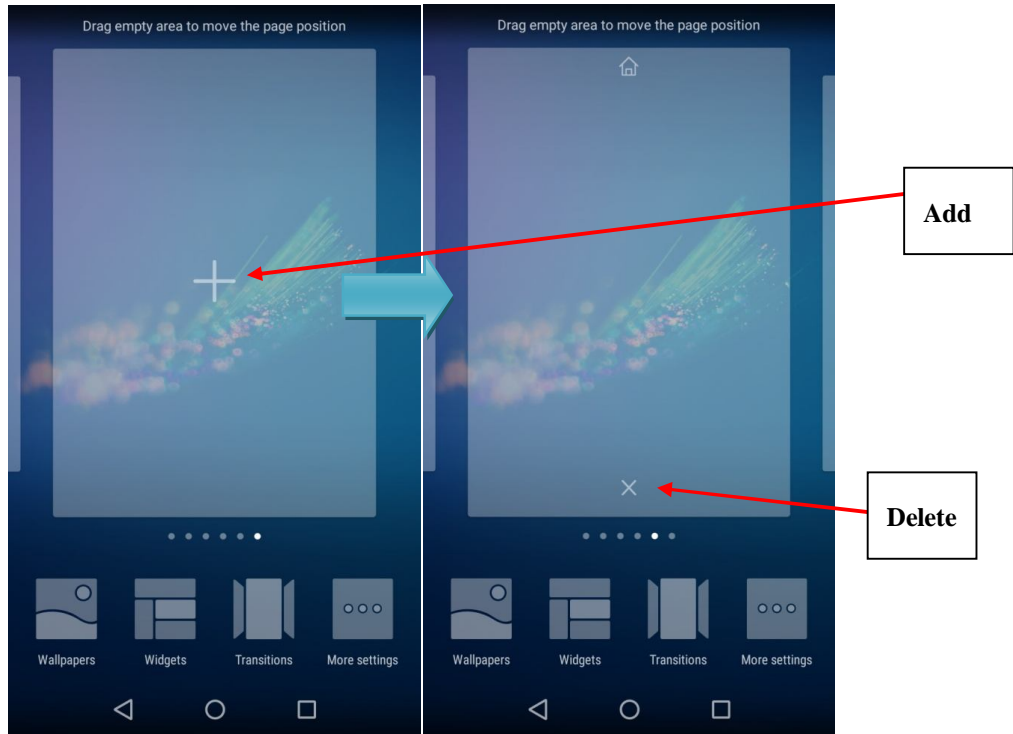 Drag empty area to move the page position
Wallpapers
Widgets
Transitions
More settings
Drag empty area to move the page position
Wallpapers
Widgets
Transitions
More settings
Add
Delete